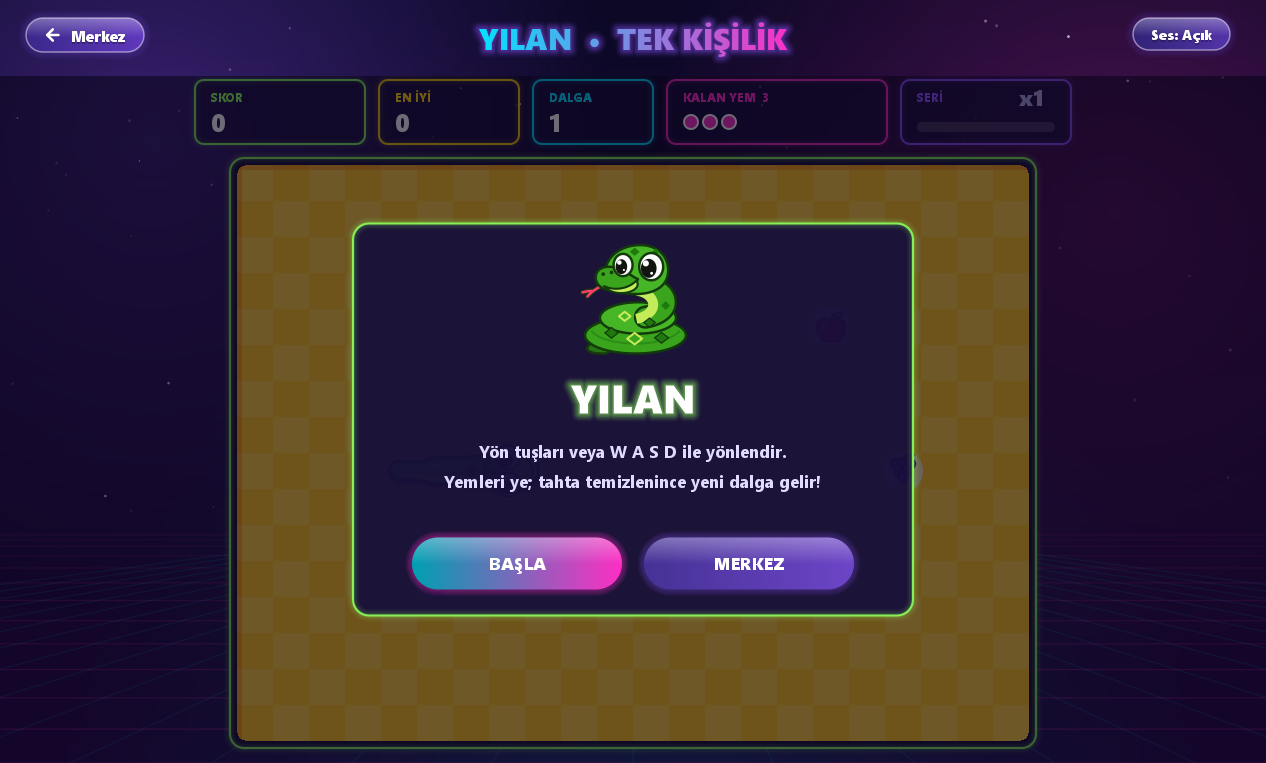 Merkez
YILAN • TEK KİŞİLİK
Ses: Açık
SKOR
0
EN İYİ
0
DALGA
1
KALAN YEM 3
SERİ x1
YILAN
Yön tuşları veya W A S D ile yönlendir.
Yemleri ye; tahta temizlenince yeni dalga gelir!
BAŞLA
MERKEZ